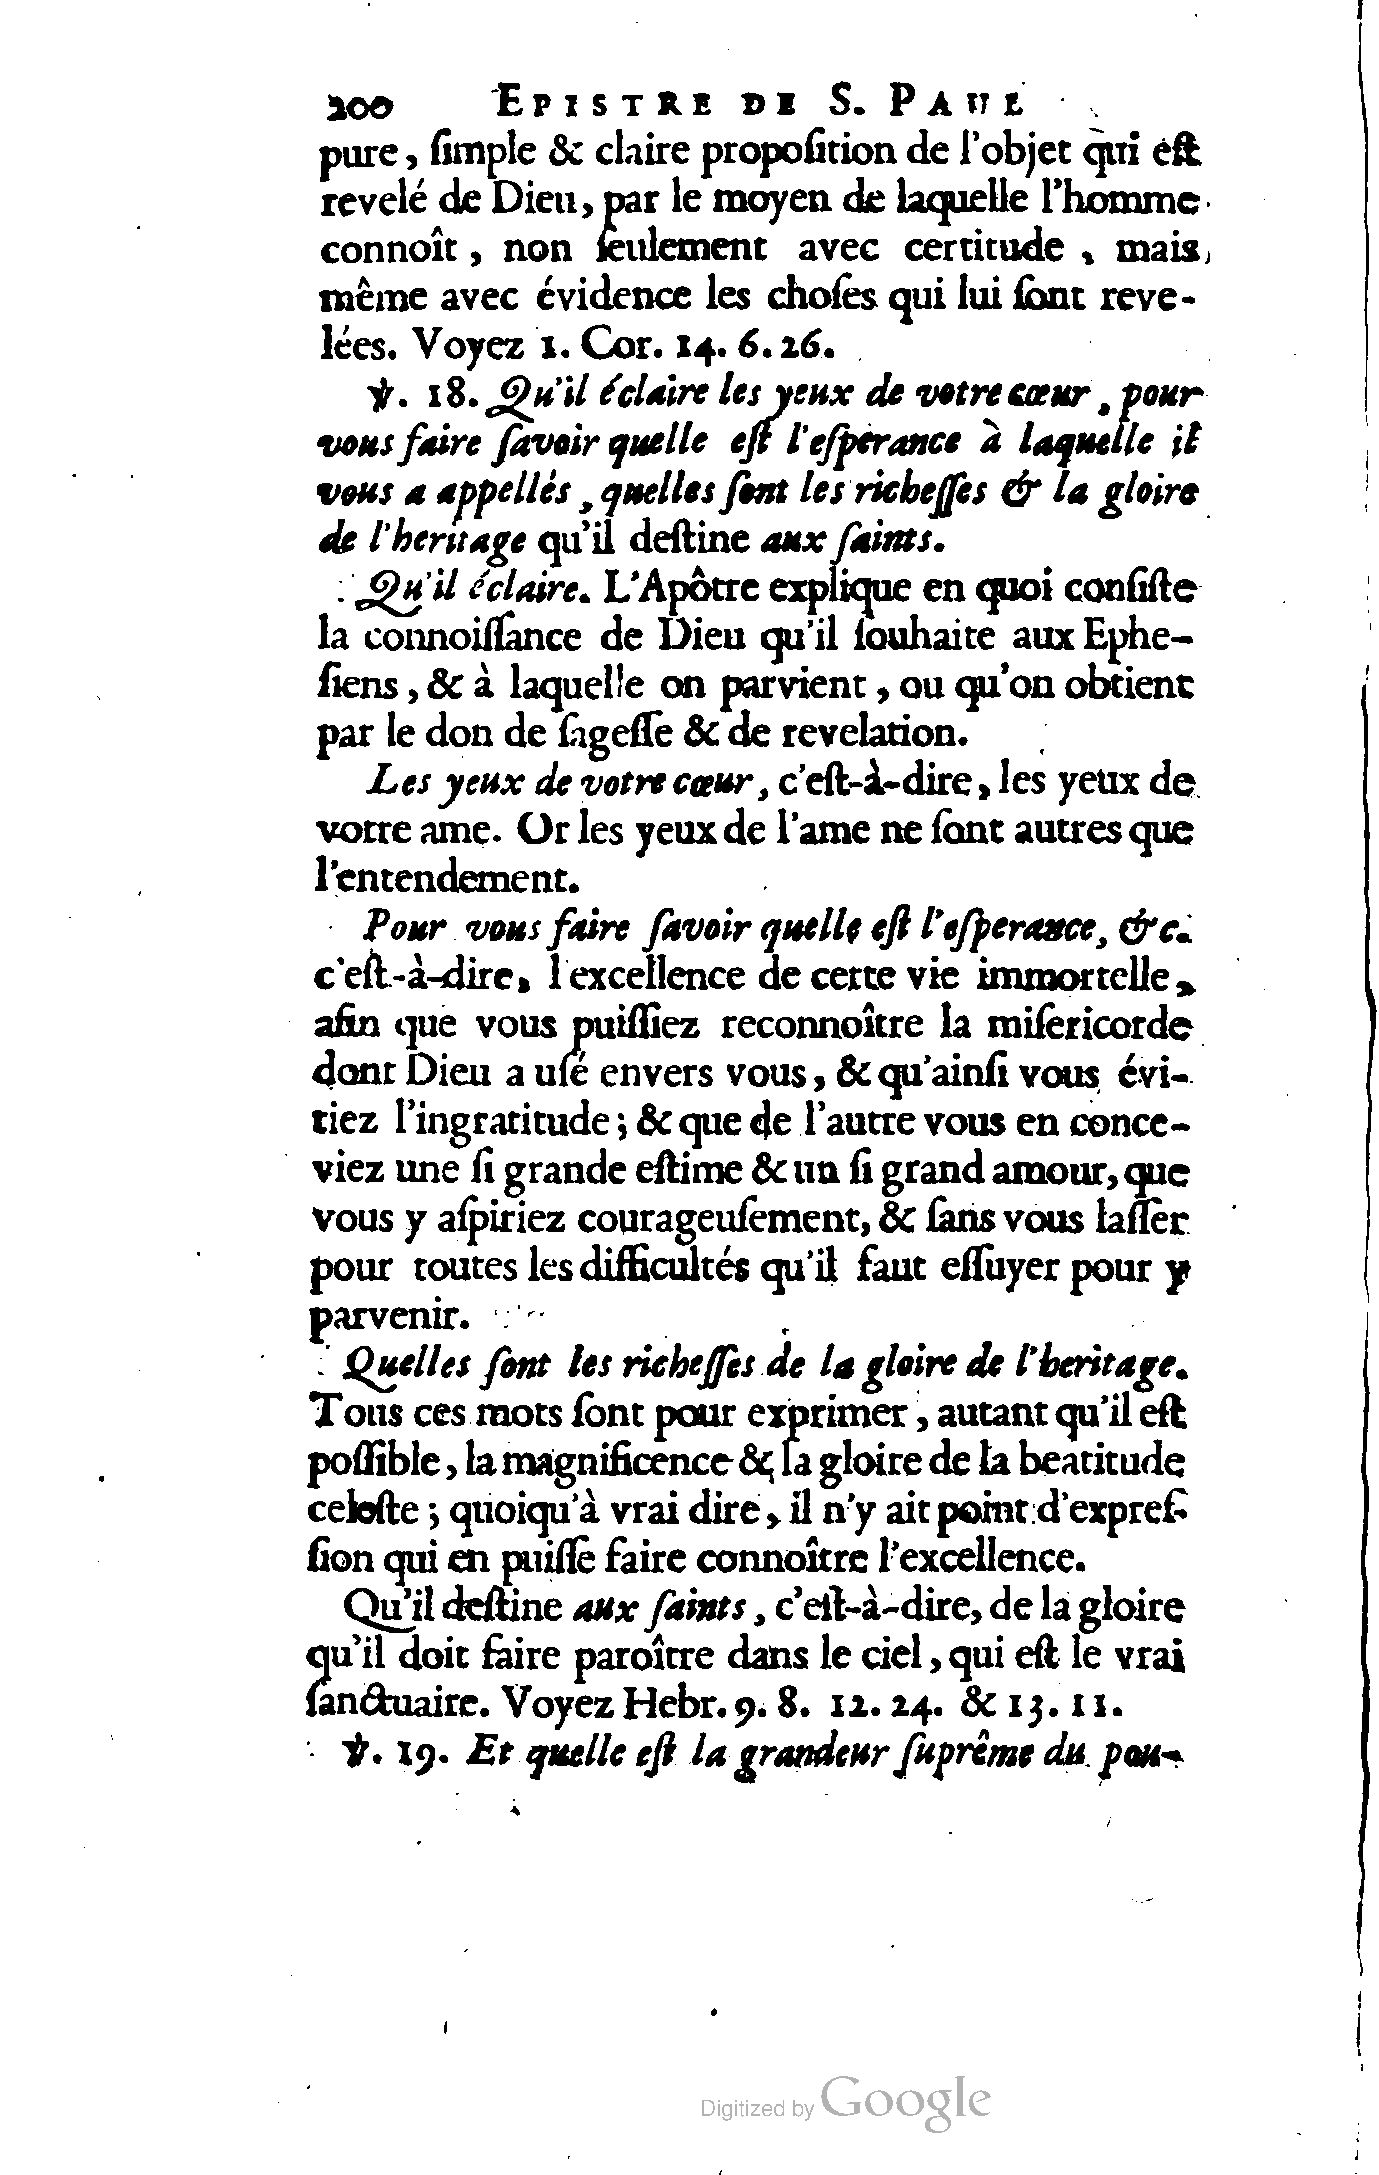 200 EPISTRE DE S. PAUL
pure, ſimple & claire propoſition de l'objet qui eſt
revelé de Dieu, par le moyen de laquelle l'homme
connoît, non ſeulement avec certitude, mais,
même avec évidence les choſes qui lui ſont reve-
lées. Voyez 1. Cor. 14. 6. 26.
℣. 18. Qu'il éclaire les yeux de votre cœur, pour
vous faire ſavoir quelle eſt l'eſperance à laquelle il
vous a appellés, quelles ſont les richeſſes & la gloire
de l'heritage qu'il deſtine aux ſaints.
Qu'il éclaire. L'Apôtre explique en quoi conſiſte
la connoiſſance de Dieu qu'il ſouhaite aux Ephe-
ſiens, & à laquelle on parvient, ou qu'on obtient
par le don de ſageſſe & de revelation.
Les yeux de votre cœur, c'eſt-à-dire, les yeux de
votre ame. Or les yeux de l'ame ne ſont autres que
l'entendement.
Pour vous faire ſavoir quelle eſt l'eſperance, &c.
c'eſt-à-dire, l'excellence de cette vie immortelle,
afin que vous puiſſiez reconnoître la miſericorde
dont Dieu a uſé envers vous, & qu'ainſi vous évi-
tiez l'ingratitude; & que de l'autre vous en conce-
viez une ſi grande eſtime & un ſi grand amour, que
vous y aſpiriez courageuſement, & ſans vous laſſer
pour toutes les difficultés qu'il faut eſſuyer pour y
parvenir.
Quelles ſont les richeſſes de la gloire de l'heritage.
Tous ces mots ſont pour exprimer, autant qu'il eſt
poſſible, la magnificence & la gloire de la beatitude
celeſte; quoiqu'à vrai dire, il n'y ait point d'expreſ-
ſion qui en puiſſe faire connoître l'excellence.
Qu'il deſtine aux ſaints, c'eſt-à-dire, de la gloire
qu'il doit faire paroître dans le ciel, qui eſt le vrai
ſanctuaire. Voyez Hebr. 9. 8. 12. 24. & 13. 11.
℣. 19. Et quelle eſt la grandeur ſuprême du pou-
Digitized by Google